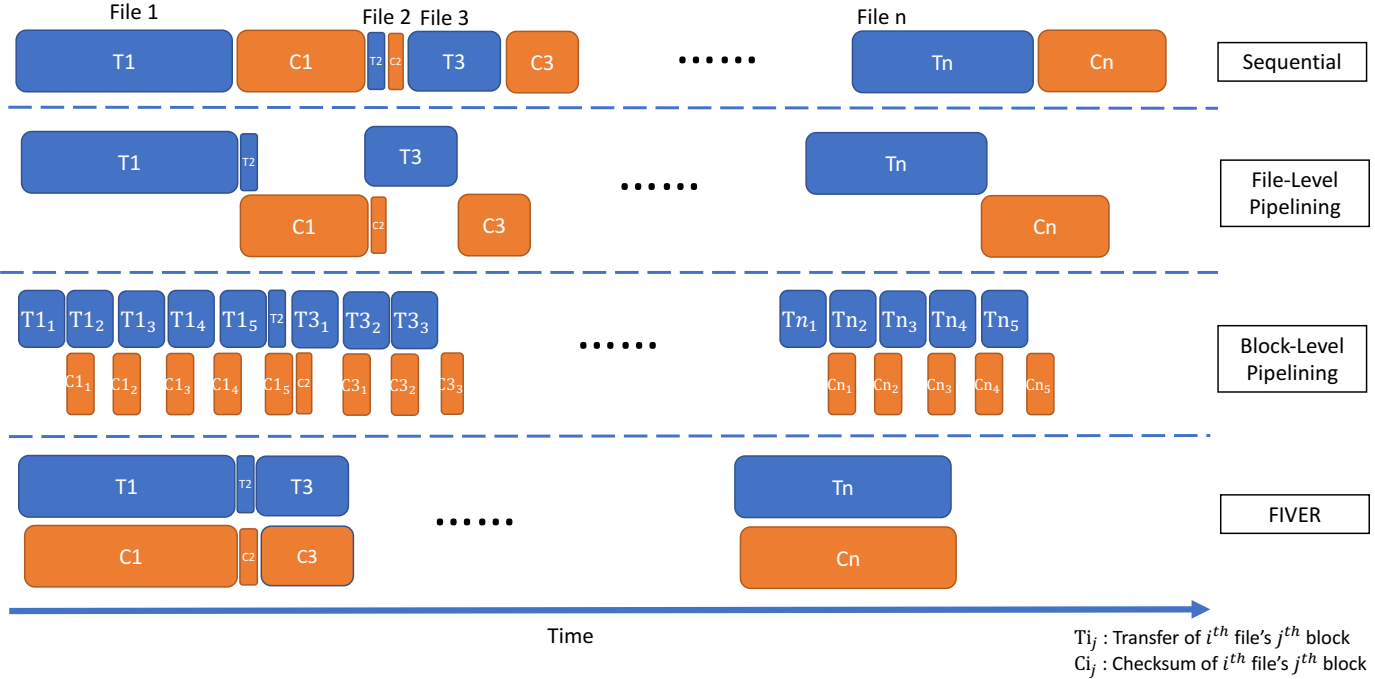 File 1
File 2
File 3
File n
T1
C1
T2
C2
T3
C3
......
Tn
Cn
Sequential
T1
T2
T3
......
Tn
C1
C2
C3
Cn
File-Level
Pipelining
T1₁
T1₂
T1₃
T1₄
T1₅
T2
T3₁
T3₂
T3₃
......
Tn₁
Tn₂
Tn₃
Tn₄
Tn₅
C1₁
C1₂
C1₃
C1₄
C1₅
C2
C3₁
C3₂
C3₃
Cn₁
Cn₂
Cn₃
Cn₄
Cn₅
Block-Level
Pipelining
T1
T2
T3
......
Tn
C1
C2
C3
Cn
FIVER
Time
Tiⱼ : Transfer of iᵗʰ file's jᵗʰ block
Ciⱼ : Checksum of iᵗʰ file's jᵗʰ block